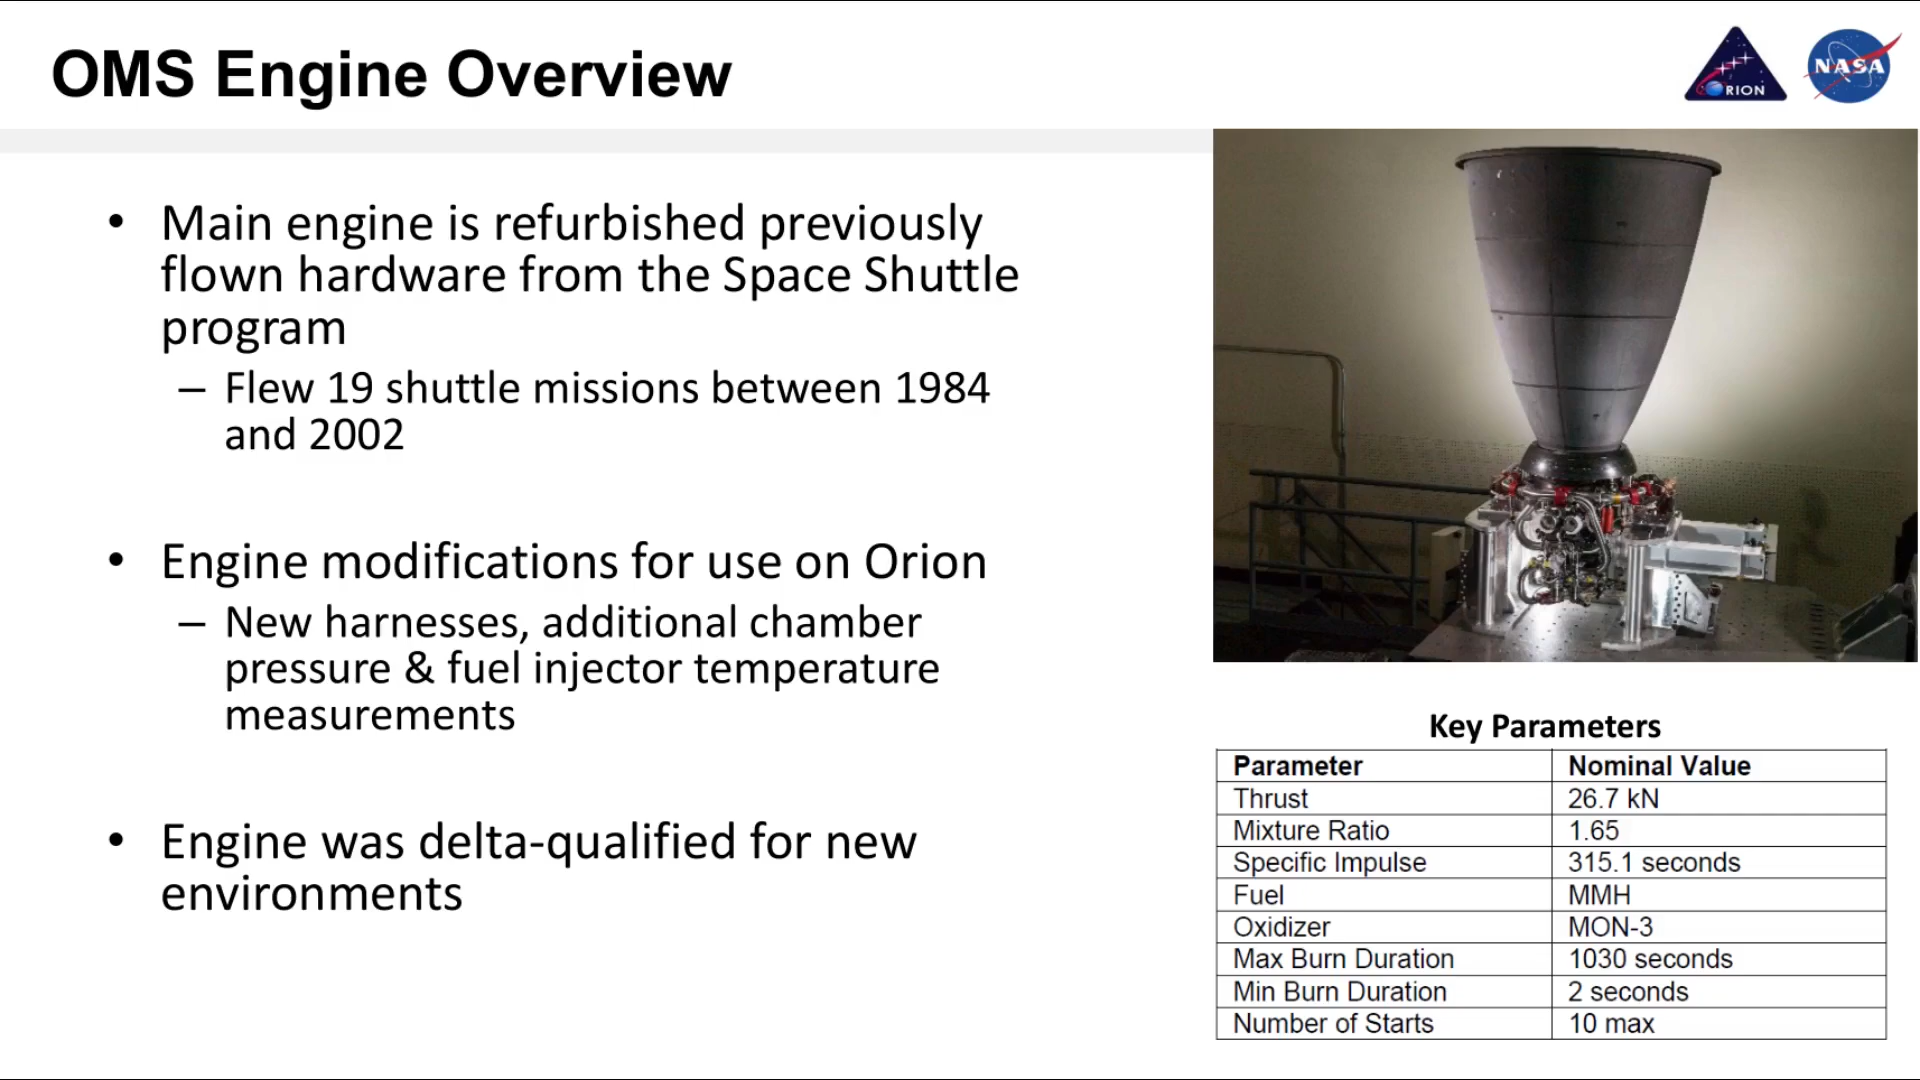 OMS Engine Overview
ORION
NASA
• Main engine is refurbished previously
flown hardware from the Space Shuttle
program
– Flew 19 shuttle missions between 1984
and 2002
• Engine modifications for use on Orion
– New harnesses, additional chamber
pressure & fuel injector temperature
measurements
• Engine was delta-qualified for new
environments
Key Parameters
Parameter Nominal Value
Thrust 26.7 kN
Mixture Ratio 1.65
Specific Impulse 315.1 seconds
Fuel MMH
Oxidizer MON-3
Max Burn Duration 1030 seconds
Min Burn Duration 2 seconds
Number of Starts 10 max